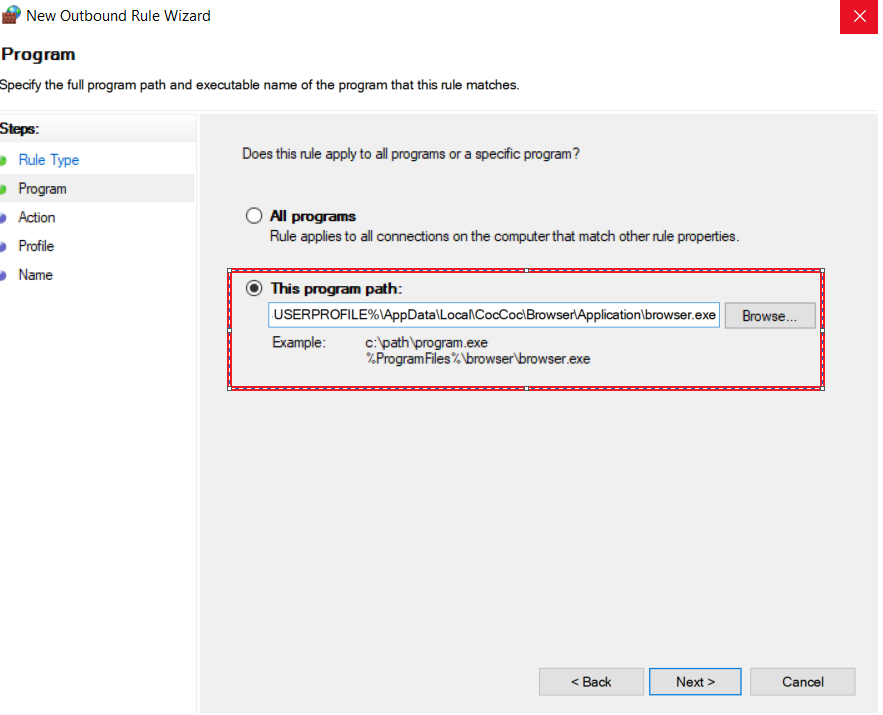 New Outbound Rule Wizard
Program
Specify the full program path and executable name of the program that this rule matches.
Steps:
Rule Type
Program
Action
Profile
Name
Does this rule apply to all programs or a specific program?
All programs
Rule applies to all connections on the computer that match other rule properties.
This program path:
USERPROFILE%\AppData\Local\CocCoc\Browser\Application\browser.exe
Browse...
Example:
c:\path\program.exe
%ProgramFiles%\browser\browser.exe
< Back
Next >
Cancel